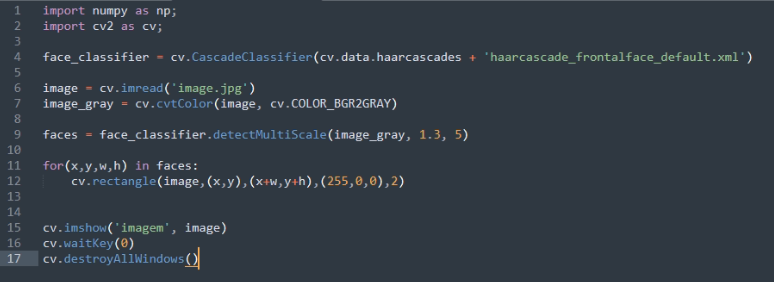 1 import numpy as np;
2 import cv2 as cv;
3
4 face_classifier = cv.CascadeClassifier(cv.data.haarcascades + 'haarcascade_frontalface_default.xml')
5
6 image = cv.imread('image.jpg')
7 image_gray = cv.cvtColor(image, cv.COLOR_BGR2GRAY)
8
9 faces = face_classifier.detectMultiScale(image_gray, 1.3, 5)
10
11 for(x,y,w,h) in faces:
12     cv.rectangle(image,(x,y),(x+w,y+h),(255,0,0),2)
13
14
15 cv.imshow('imagem', image)
16 cv.waitKey(0)
17 cv.destroyAllWindows()